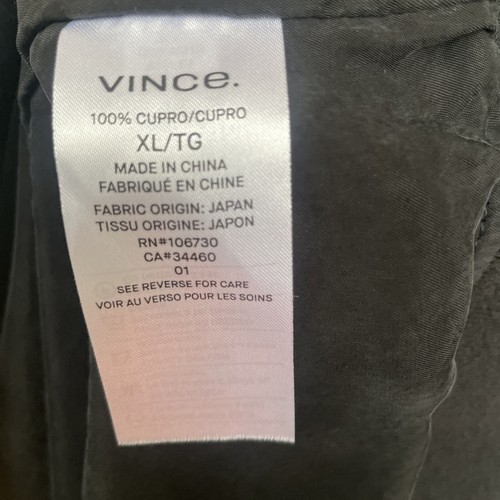 VINCE.
100% CUPRO/CUPRO
XL/TG
MADE IN CHINA
FABRIQUÉ EN CHINE
FABRIC ORIGIN: JAPAN
TISSU ORIGINE: JAPON
RN#106730
CA#34460
01
SEE REVERSE FOR CARE
VOIR AU VERSO POUR LES SOINS